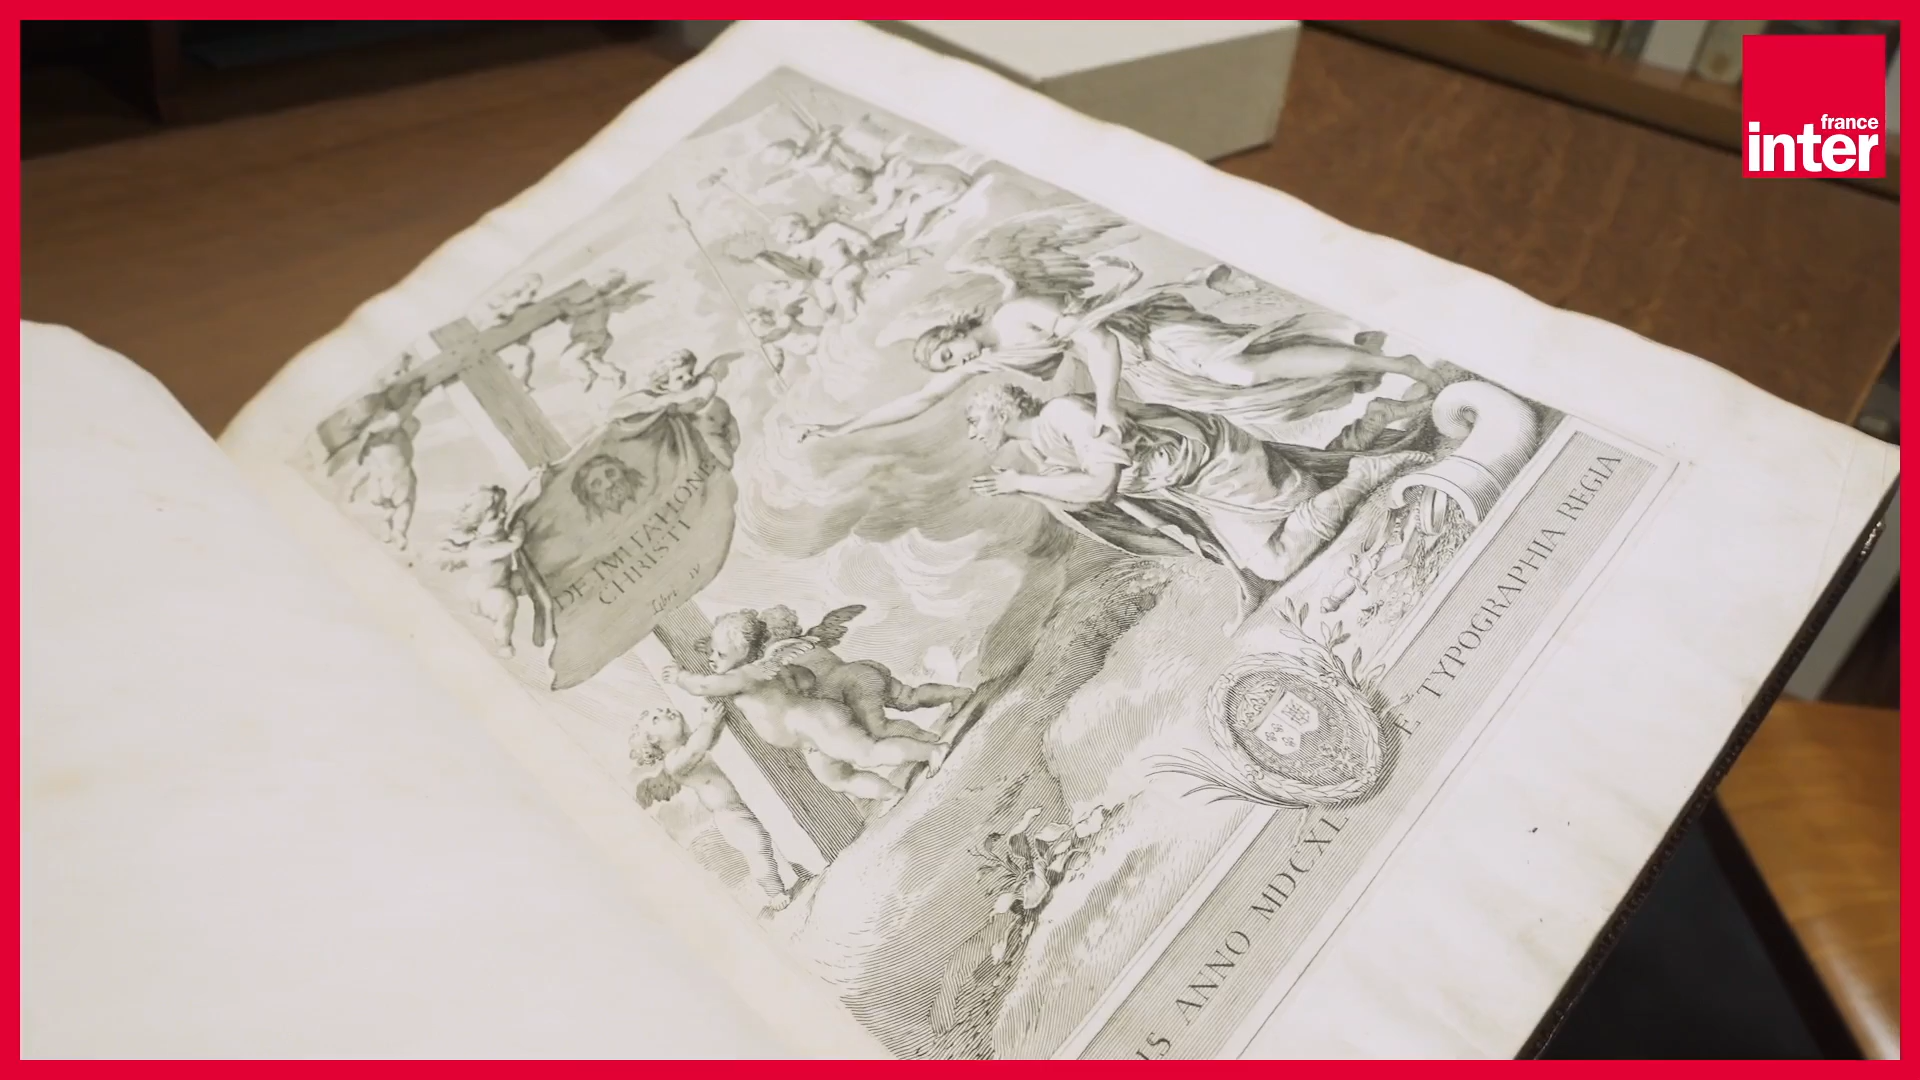 france
inter
DE IMITATIONE
CHRISTI
Libri IV
IS ANNO MDCXL
E TYPOGRAPHIA REGIA